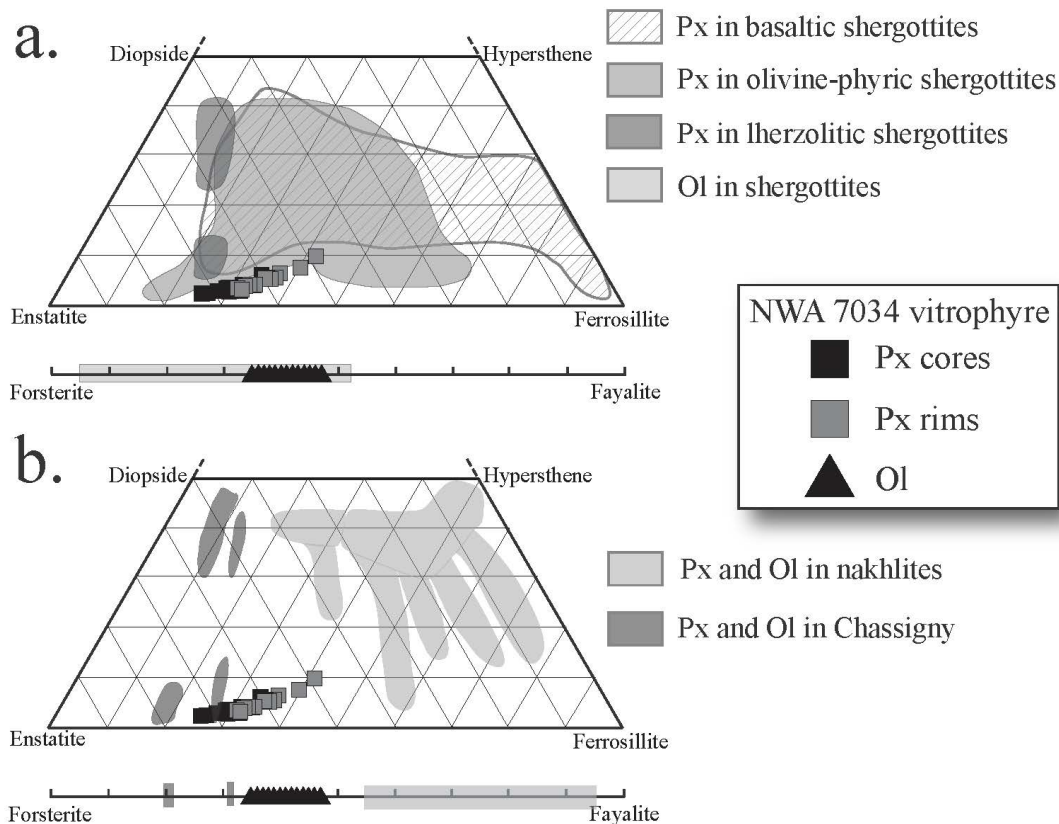 a.
Diopside
Hypersthene
Enstatite
Ferrosillite
Forsterite
Fayalite
Px in basaltic shergottites
Px in olivine-phyric shergottites
Px in lherzolitic shergottites
Ol in shergottites
NWA 7034 vitrophyre
Px cores
Px rims
Ol
b.
Diopside
Hypersthene
Enstatite
Ferrosillite
Forsterite
Fayalite
Px and Ol in nakhlites
Px and Ol in Chassigny